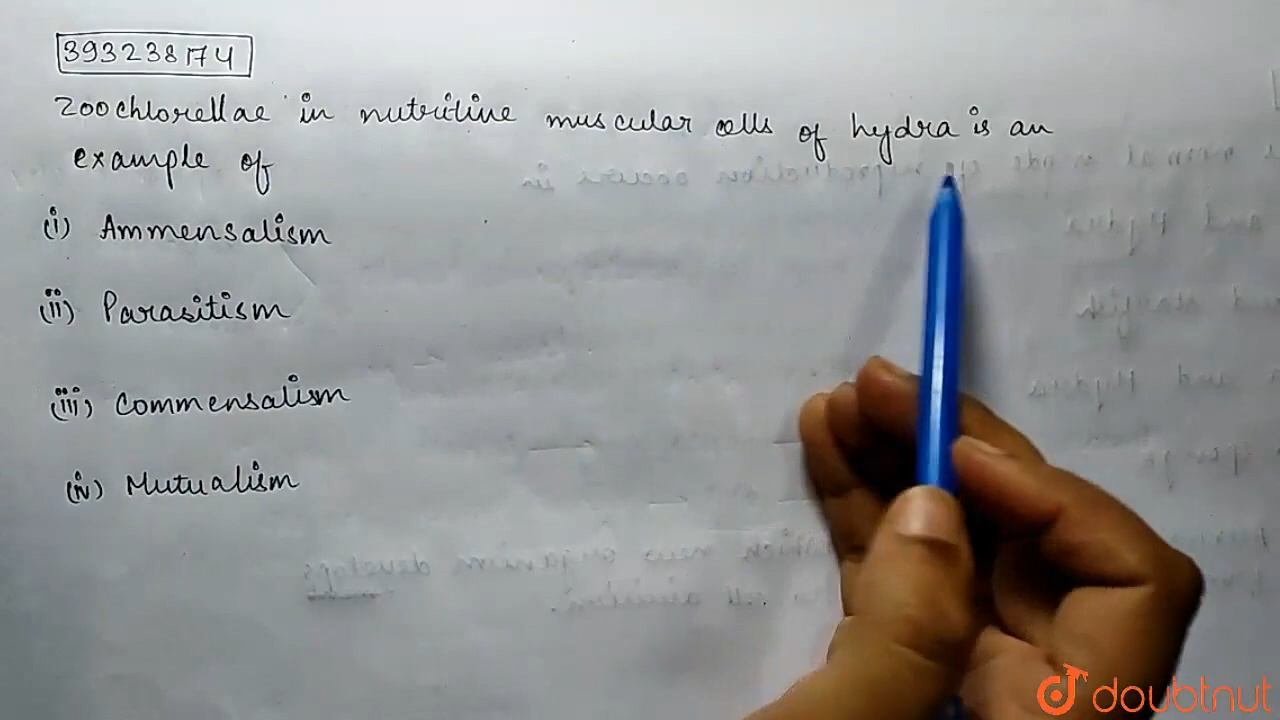 393238174
Zoochlorellae in nutritive muscular cells of hydra is an
example of
(i) Ammensalism
(ii) Parasitism
(iii) Commensalism
(iv) Mutualism
doubtnut